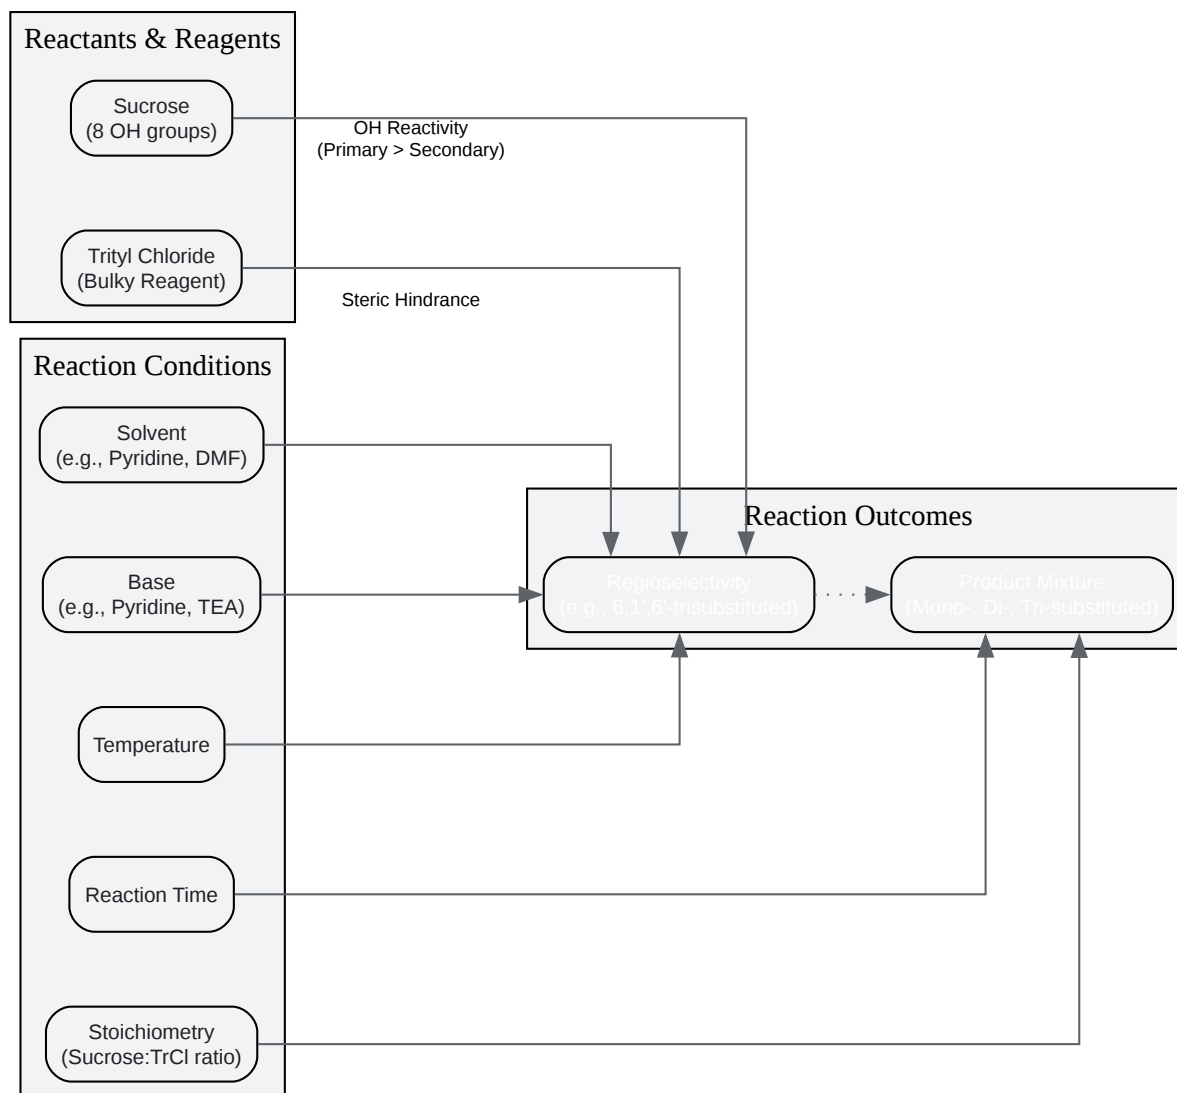 Reactants & Reagents
Sucrose
(8 OH groups)
OH Reactivity
(Primary > Secondary)
Trityl Chloride
(Bulky Reagent)
Steric Hindrance
Reaction Conditions
Solvent
(e.g., Pyridine, DMF)
Reaction Outcomes
Base
(e.g., Pyridine, TEA)
Regioselectivity
(e.g., 6,1',6'-trisubstituted)
Product Mixture
(Mono-, Di-, Tri-substituted)
Temperature
Reaction Time
Stoichiometry
(Sucrose:TrCl ratio)